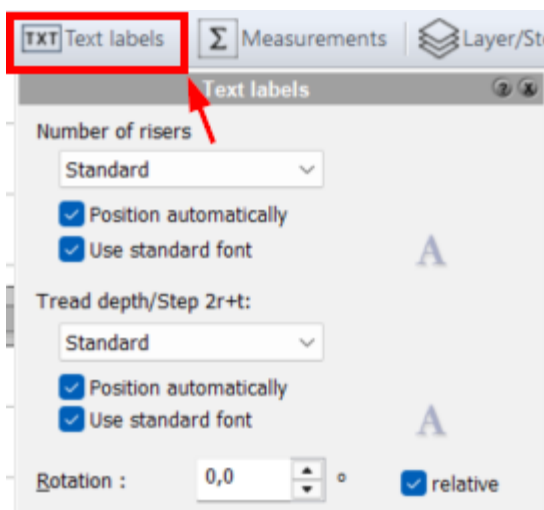 TXT Text labels Σ Measurements Layer/St
Text labels
Number of risers
Standard
Position automatically
Use standard font
A
Tread depth/Step 2r+t:
Standard
Position automatically
Use standard font
A
Rotation : 0,0 ° relative